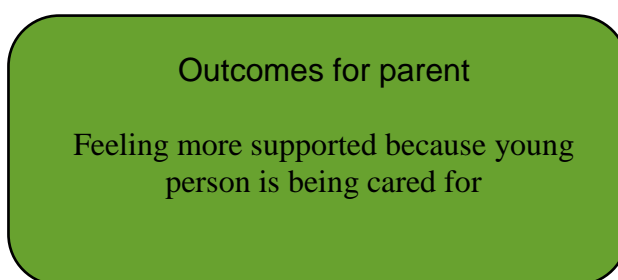 Outcomes for parent
Feeling more supported because young
person is being cared for